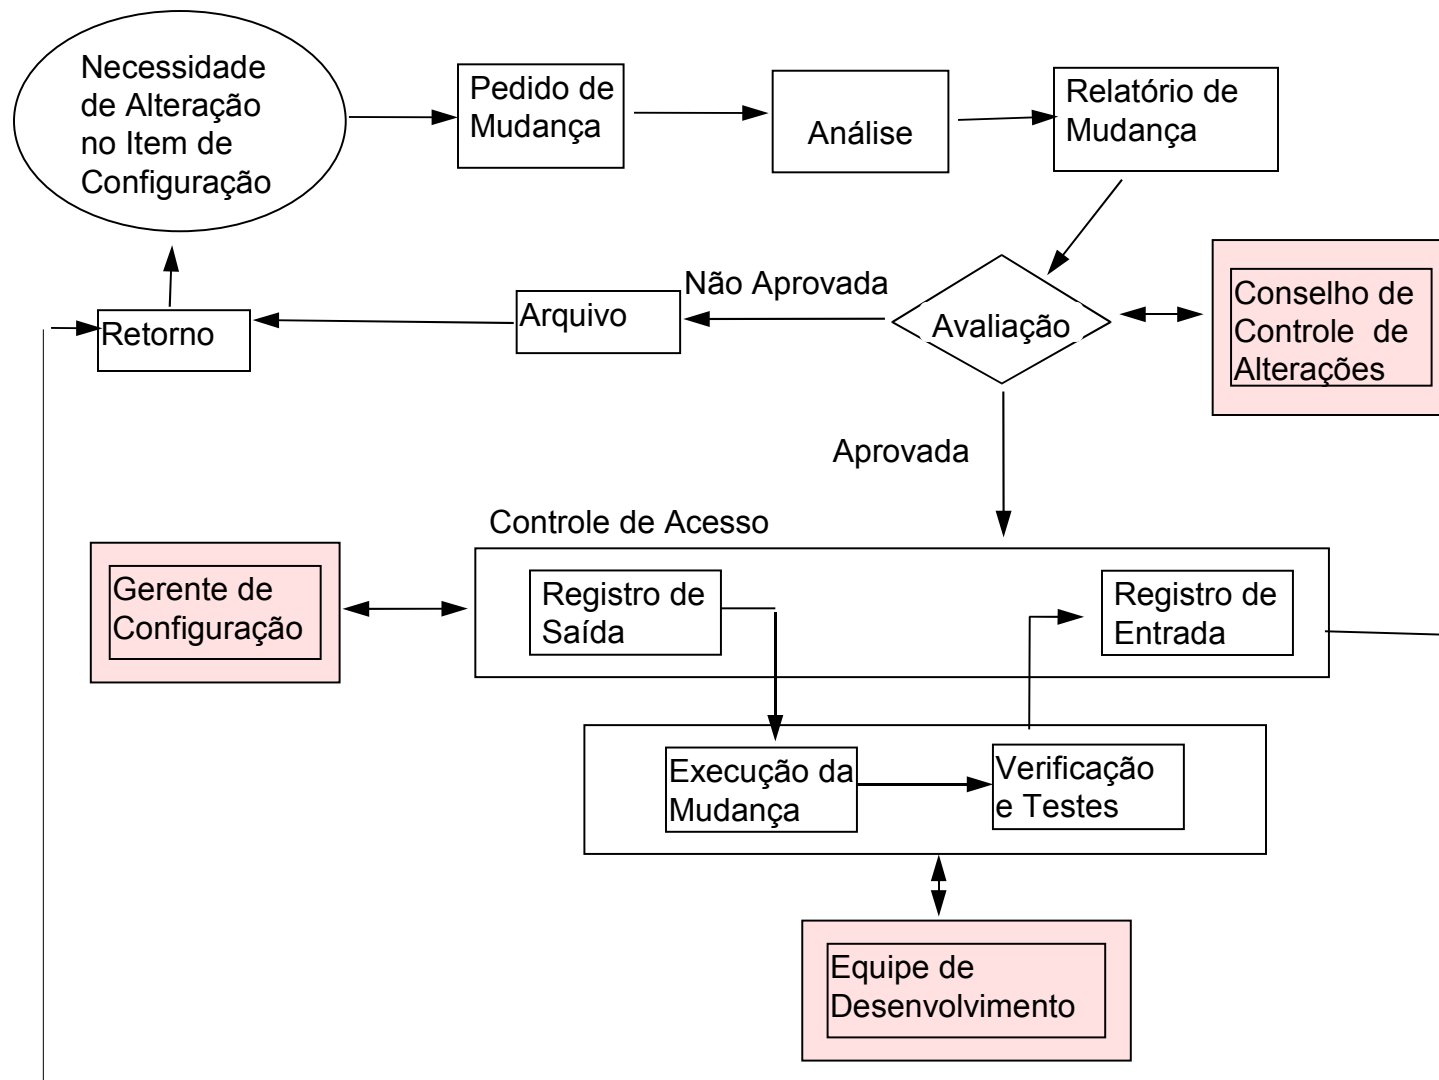 Necessidade
de Alteração
no Item de
Configuração
Pedido de
Mudança
Análise
Relatório de
Mudança
Não Aprovada
Avaliação
Conselho de
Controle de
Alterações
Arquivo
Retorno
Aprovada
Controle de Acesso
Gerente de
Configuração
Registro de
Saída
Registro de
Entrada
Execução da
Mudança
Verificação
e Testes
Equipe de
Desenvolvimento